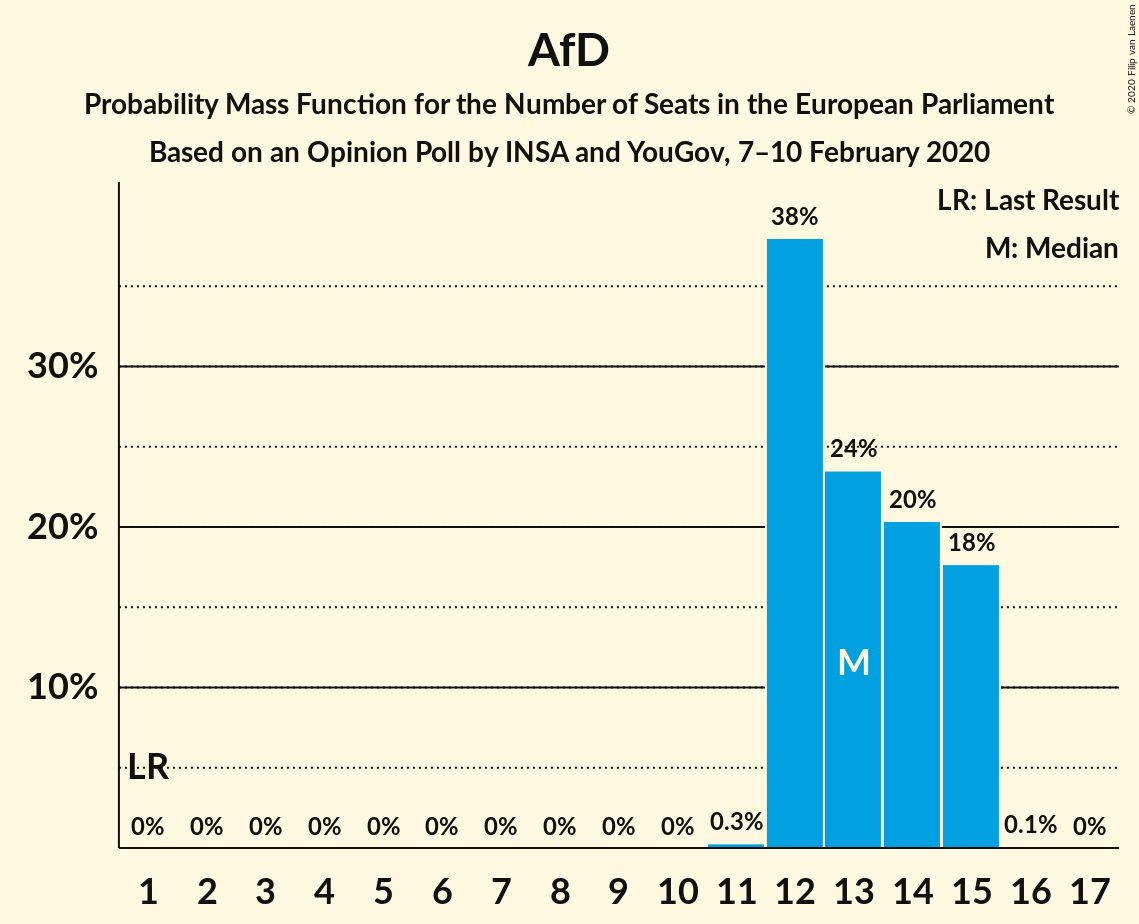 AfD
Probability Mass Function for the Number of Seats in the European Parliament
Based on an Opinion Poll by INSA and YouGov, 7–10 February 2020
© 2020 Filip van Laenen
LR: Last Result
M: Median
38%
30%
24%
20%
20%
18%
M
10%
LR
0% 0% 0% 0% 0% 0% 0% 0% 0% 0% 0.3% 0.1% 0%
1 2 3 4 5 6 7 8 9 10 11 12 13 14 15 16 17